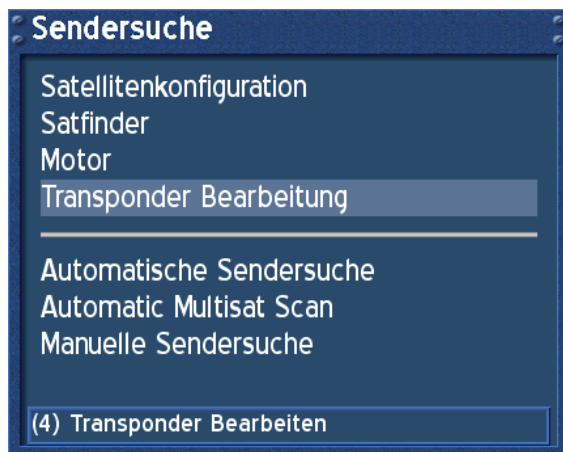 Sendersuche
Satellitenkonfiguration
Satfinder
Motor
Transponder Bearbeitung
Automatische Sendersuche
Automatic Multisat Scan
Manuelle Sendersuche
(4) Transponder Bearbeiten